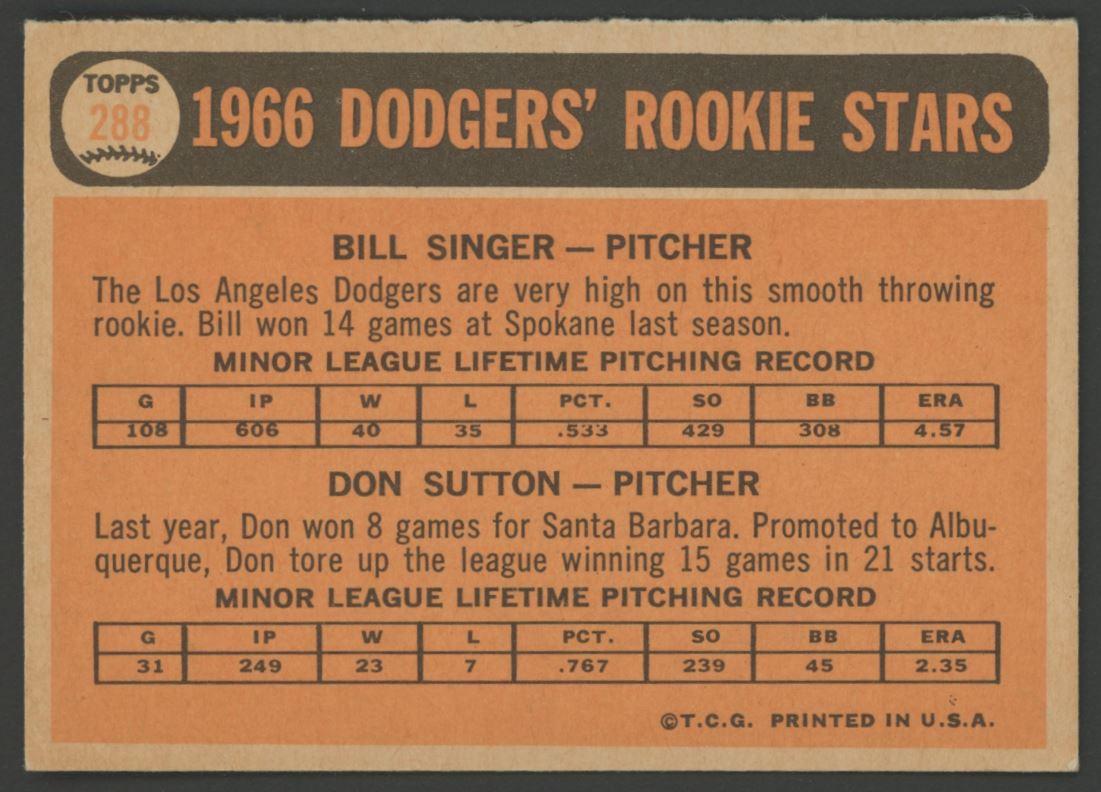 TOPPS
288
1966 DODGERS' ROOKIE STARS
BILL SINGER — PITCHER
The Los Angeles Dodgers are very high on this smooth throwing
rookie. Bill won 14 games at Spokane last season.
MINOR LEAGUE LIFETIME PITCHING RECORD
G IP W L PCT. SO BB ERA
108 606 40 35 .533 429 308 4.57
DON SUTTON — PITCHER
Last year, Don won 8 games for Santa Barbara. Promoted to Albu-
querque, Don tore up the league winning 15 games in 21 starts.
MINOR LEAGUE LIFETIME PITCHING RECORD
G IP W L PCT. SO BB ERA
31 249 23 7 .767 239 45 2.35
©T.C.G. PRINTED IN U.S.A.